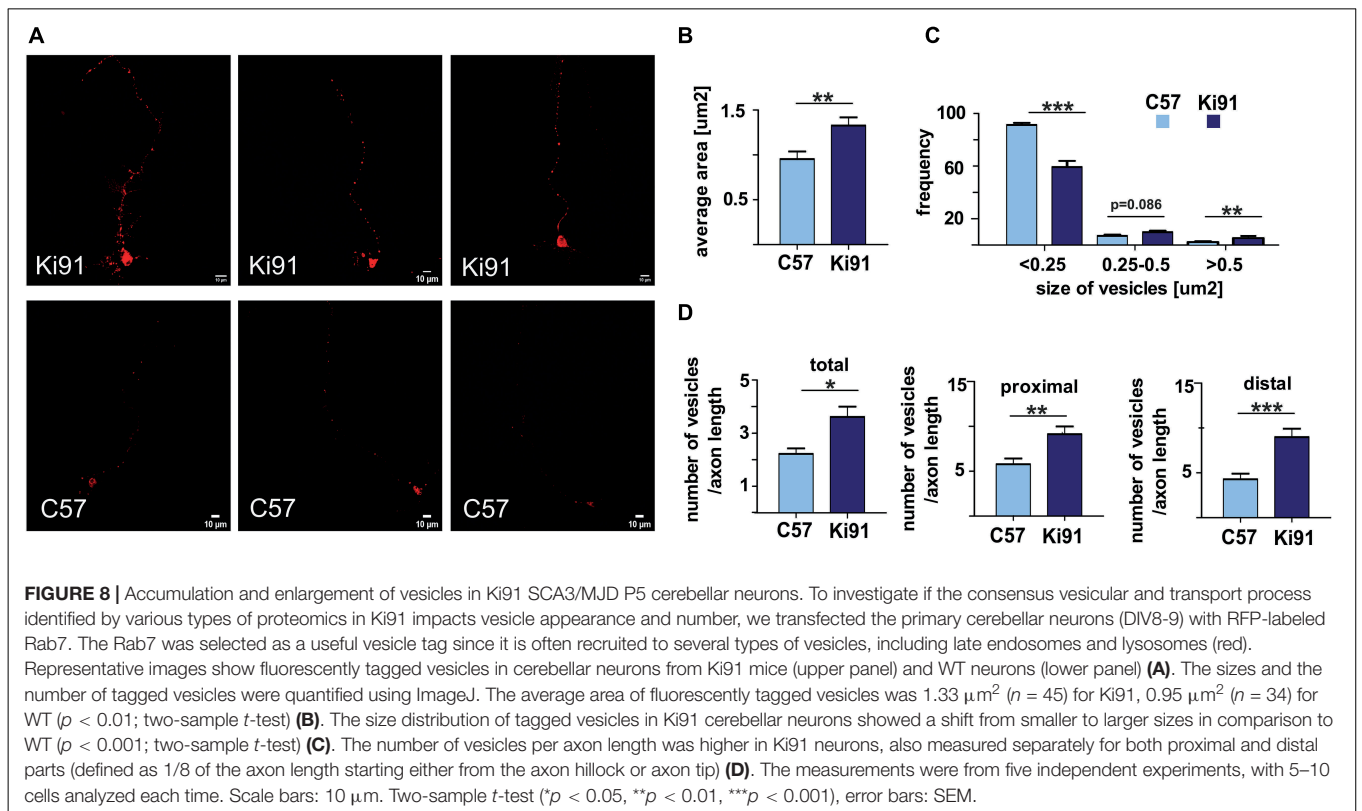 A
Ki91
10 µm
Ki91
10 µm
Ki91
10 µm
C57
10 µm
C57
10 µm
C57
10 µm
B
average area [um2]
**
1.5
1
0.5
C57 Ki91
C
C57 Ki91
frequency
100
60
20
***
p=0.086
**
<0.25 0.25-0.5 >0.5
size of vesicles [um2]
D
number of vesicles
/axon length
total
*
5
3
1
C57 Ki91
number of vesicles
/axon length
proximal
**
15
5
C57 Ki91
number of vesicles
/axon length
distal
***
15
5
C57 Ki91
FIGURE 8 | Accumulation and enlargement of vesicles in Ki91 SCA3/MJD P5 cerebellar neurons. To investigate if the consensus vesicular and transport process
identified by various types of proteomics in Ki91 impacts vesicle appearance and number, we transfected the primary cerebellar neurons (DIV8-9) with RFP-labeled
Rab7. The Rab7 was selected as a useful vesicle tag since it is often recruited to several types of vesicles, including late endosomes and lysosomes (red).
Representative images show fluorescently tagged vesicles in cerebellar neurons from Ki91 mice (upper panel) and WT neurons (lower panel) (A). The sizes and the
number of tagged vesicles were quantified using ImageJ. The average area of fluorescently tagged vesicles was 1.33 µm² (n = 45) for Ki91, 0.95 µm² (n = 34) for
WT (p < 0.01; two-sample t-test) (B). The size distribution of tagged vesicles in Ki91 cerebellar neurons showed a shift from smaller to larger sizes in comparison to
WT (p < 0.001; two-sample t-test) (C). The number of vesicles per axon length was higher in Ki91 neurons, also measured separately for both proximal and distal
parts (defined as 1/8 of the axon length starting either from the axon hillock or axon tip) (D). The measurements were from five independent experiments, with 5–10
cells analyzed each time. Scale bars: 10 µm. Two-sample t-test (*p < 0.05, **p < 0.01, ***p < 0.001), error bars: SEM.